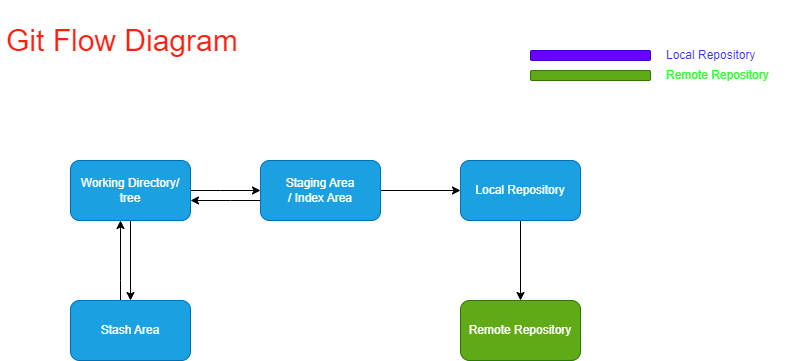 Git Flow Diagram
Local Repository
Remote Repository
Working Directory/
tree
Staging Area
/ Index Area
Local Repository
Stash Area
Remote Repository